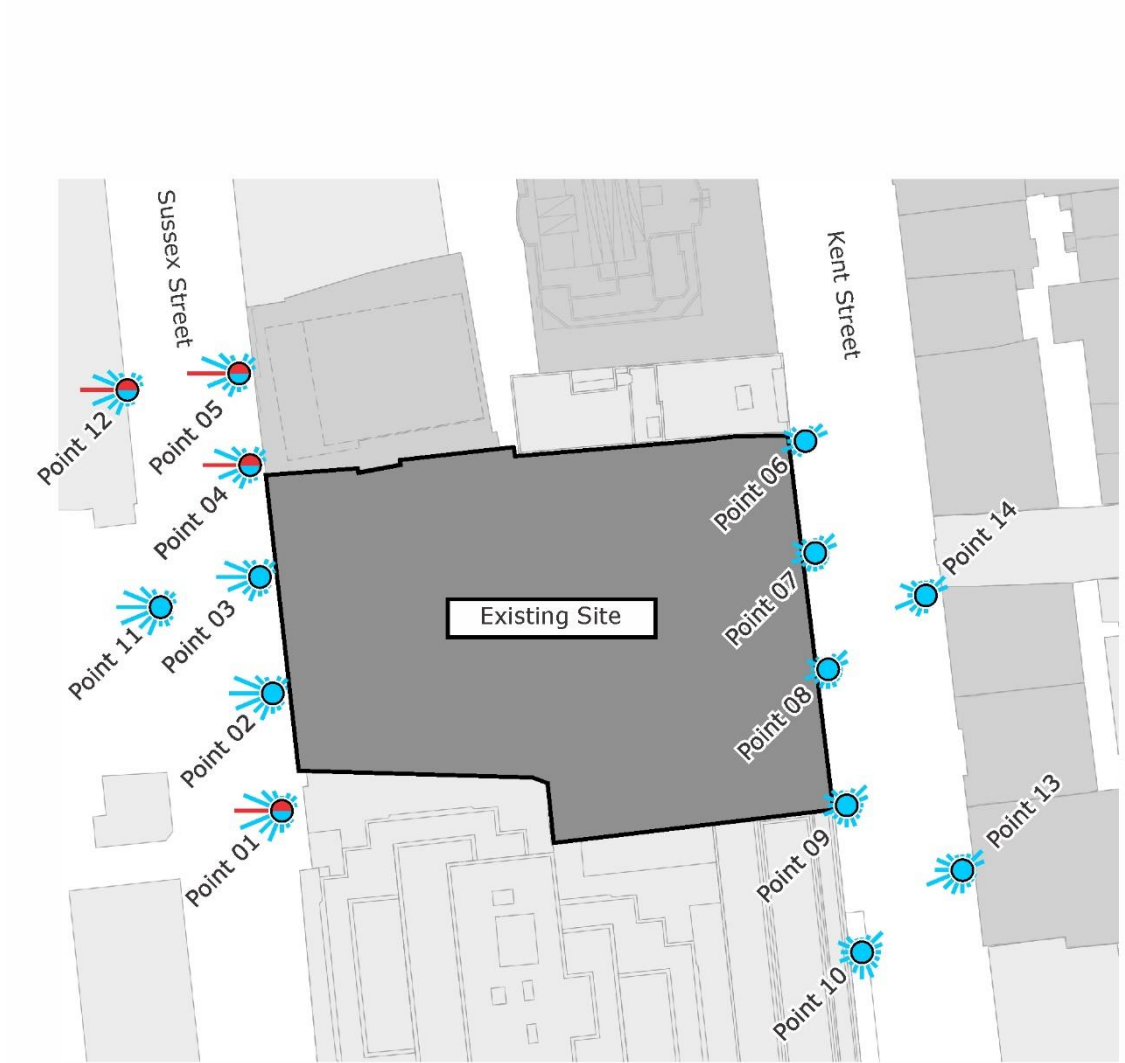 Sussex Street
Kent Street
Point 12
Point 05
Point 04
Point 06
Point 14
Point 03
Point 07
Point 11
Existing Site
Point 02
Point 08
Point 01
Point 09
Point 13
Point 10